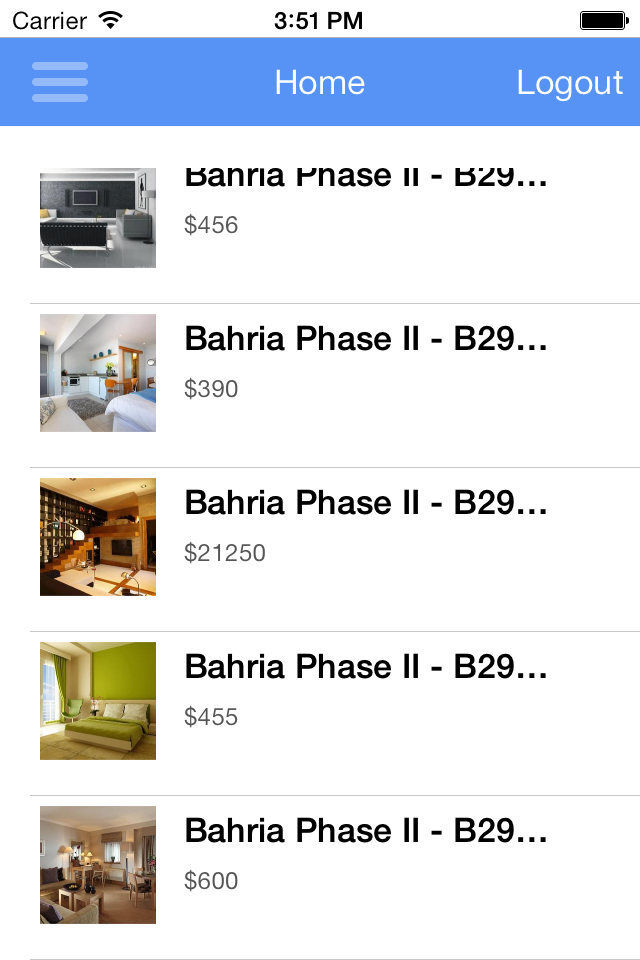 Carrier 3:51 PM
Home Logout
Bahria Phase II - B29...
$456
Bahria Phase II - B29...
$390
Bahria Phase II - B29...
$21250
Bahria Phase II - B29...
$455
Bahria Phase II - B29...
$600